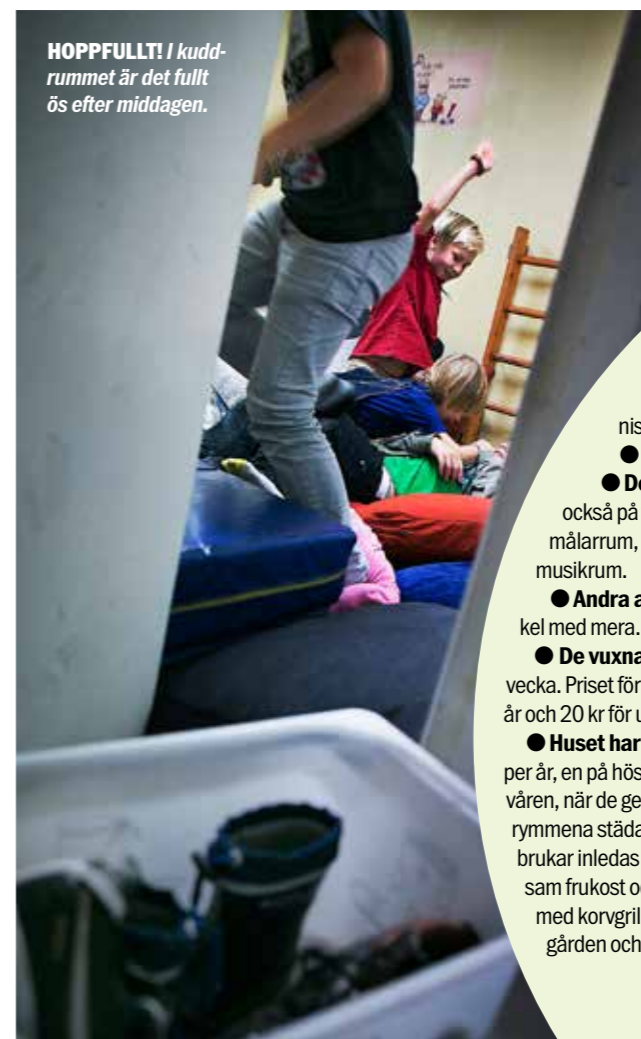 HOPPFULLT! I kudd-
rummet är det fullt
ös efter middagen.
nis
●
● De
också på
målarrum,
musikrum.
● Andra a
kel med mera.
● De vuxna
vecka. Priset för
år och 20 kr för u
● Huset har
per år, en på hös
våren, när de ge
rymmena städa
brukar inledas
sam frukost oc
med korvgril
gården och